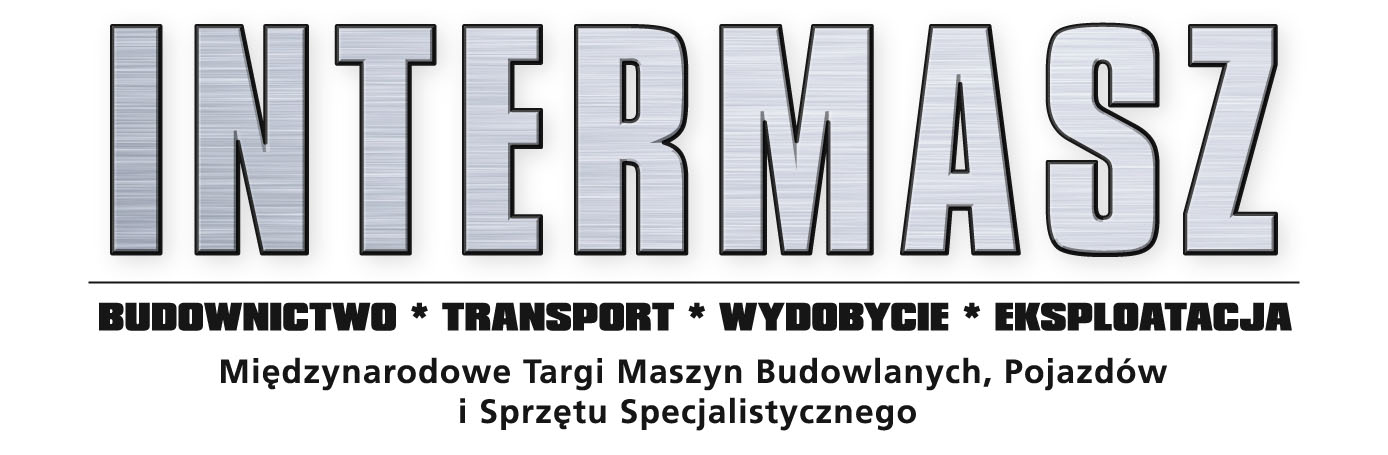 INTERMASZ
BUDOWNICTWO * TRANSPORT * WYDOBYCIE * EKSPLOATACJA
Międzynarodowe Targi Maszyn Budowlanych, Pojazdów
i Sprzętu Specjalistycznego